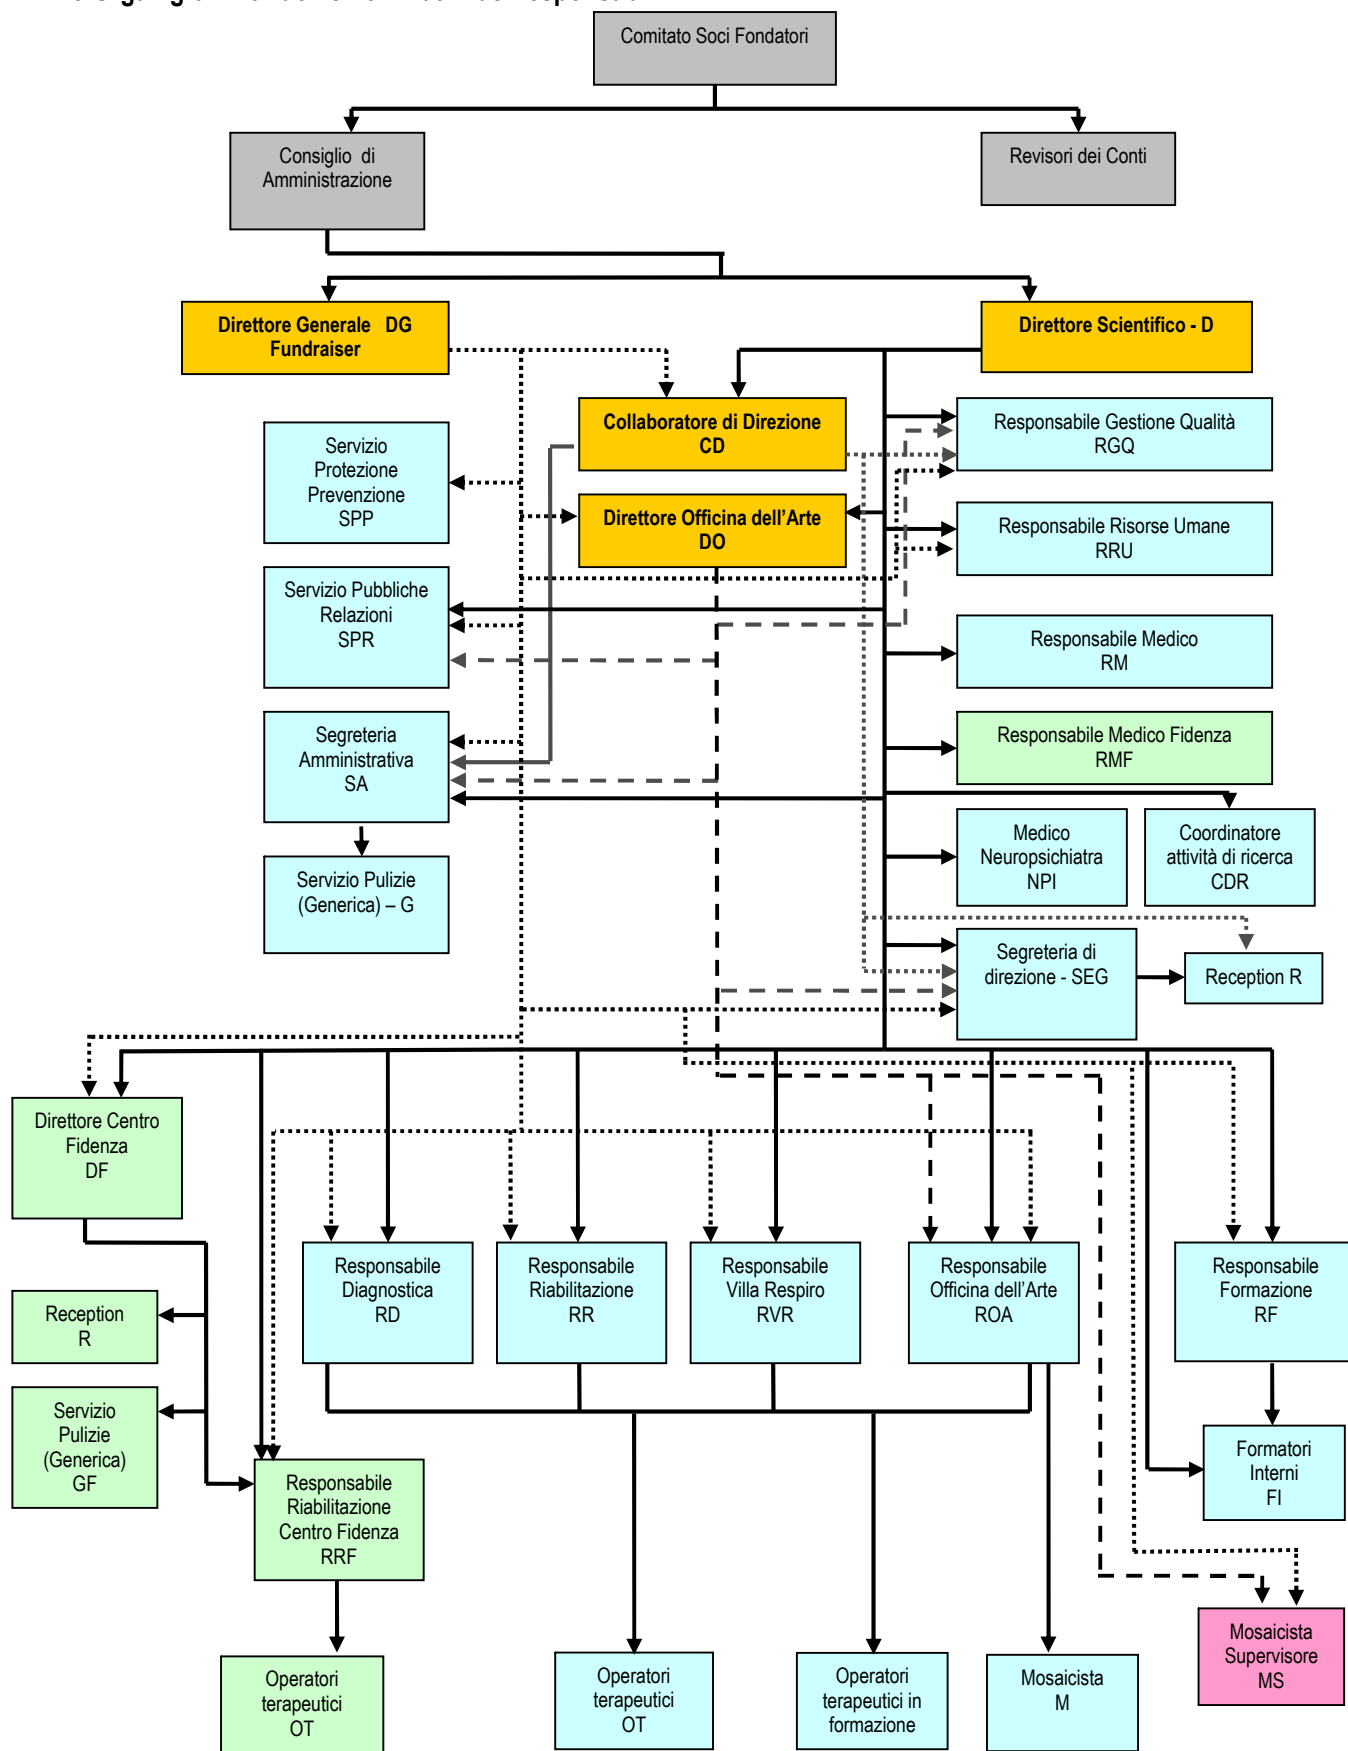 Comitato Soci Fondatori
Consiglio di
Amministrazione
Revisori dei Conti
Direttore Generale DG
Fundraiser
Direttore Scientifico - D
Collaboratore di Direzione
CD
Responsabile Gestione Qualità
RGQ
Servizio
Protezione
Prevenzione
SPP
Direttore Officina dell'Arte
DO
Responsabile Risorse Umane
RRU
Servizio Pubbliche
Relazioni
SPR
Responsabile Medico
RM
Segreteria
Amministrativa
SA
Responsabile Medico Fidenza
RMF
Medico
Neuropsichiatra
NPI
Coordinatore
attività di ricerca
CDR
Servizio Pulizie
(Generica) – G
Segreteria di
direzione - SEG
Reception R
Direttore Centro
Fidenza
DF
Responsabile
Diagnostica
RD
Responsabile
Riabilitazione
RR
Responsabile
Villa Respiro
RVR
Responsabile
Officina dell'Arte
ROA
Responsabile
Formazione
RF
Reception
R
Servizio
Pulizie
(Generica)
GF
Formatori
Interni
FI
Responsabile
Riabilitazione
Centro Fidenza
RRF
Mosaicista
Supervisore
MS
Operatori
terapeutici
OT
Operatori
terapeutici
OT
Operatori
terapeutici in
formazione
Mosaicista
M